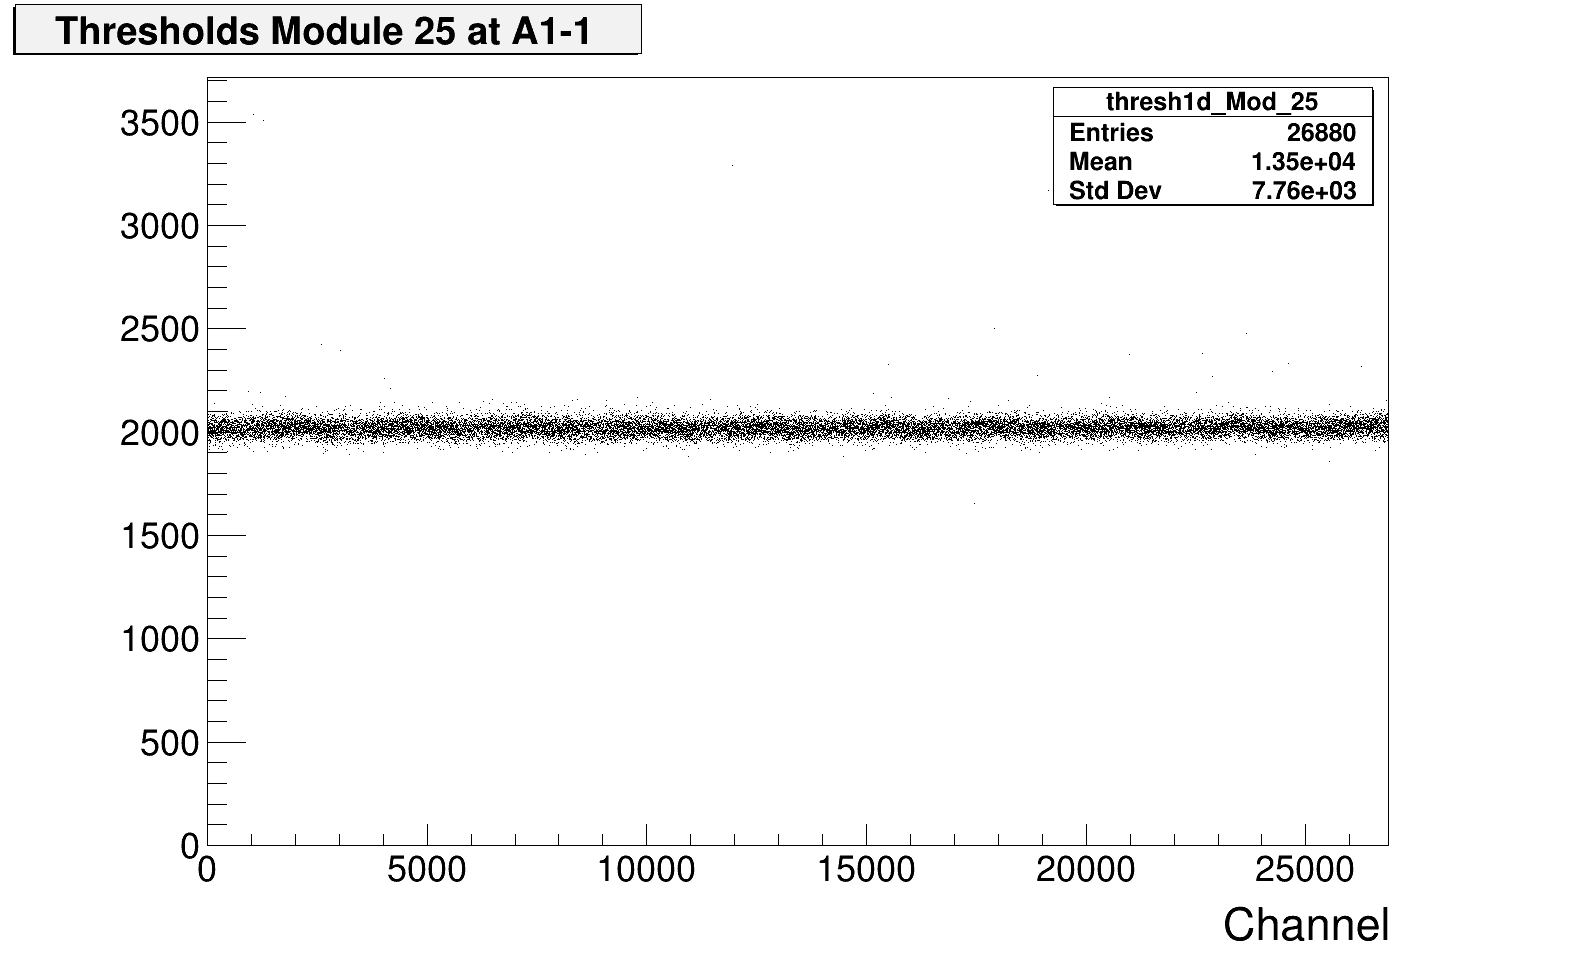 Thresholds Module 25 at A1-1
thresh1d_Mod_25
Entries 26880
Mean 1.35e+04
Std Dev 7.76e+03
3500
3000
2500
2000
1500
1000
500
0
0 5000 10000 15000 20000 25000
Channel